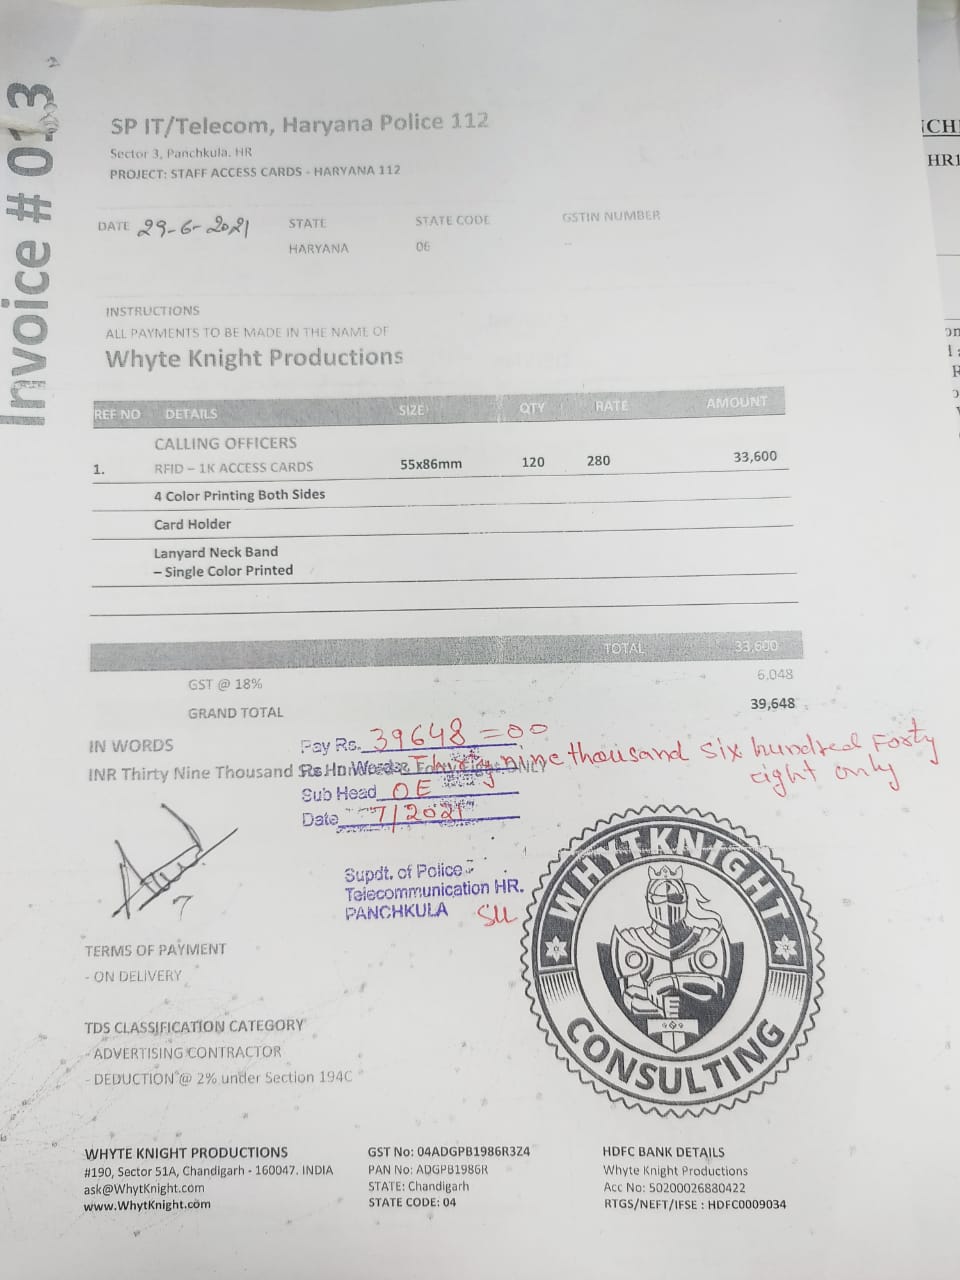 Invoice # 013
SP IT/Telecom, Haryana Police 112
Sector 3, Panchkula. HR
PROJECT: STAFF ACCESS CARDS - HARYANA 112
DATE 29-6-2021 STATE STATE CODE GSTIN NUMBER
HARYANA 06 --
INSTRUCTIONS
ALL PAYMENTS TO BE MADE IN THE NAME OF
Whyte Knight Productions
REF NO DETAILS SIZE QTY RATE AMOUNT
CALLING OFFICERS
1. RFID – 1K ACCESS CARDS 55x86mm 120 280 33,600
4 Color Printing Both Sides
Card Holder
Lanyard Neck Band
– Single Color Printed
TOTAL 33,600
GST @ 18% 6,048
GRAND TOTAL 39,648
IN WORDS
INR Thirty Nine Thousand
Pay Rs. 39648=00
Rs. In Words Thirty nine thousand six hundred forty
eight only
Sub Head OE
Date 7/2021
Supdt. of Police
Telecommunication HR.
PANCHKULA
TERMS OF PAYMENT
- ON DELIVERY
TDS CLASSIFICATION CATEGORY
- ADVERTISING CONTRACTOR
- DEDUCTION @ 2% under Section 194C
WHYTKNIGHT
CONSULTING
WHYTE KNIGHT PRODUCTIONS
#190, Sector 51A, Chandigarh - 160047. INDIA
ask@WhytKnight.com
www.WhytKnight.com
GST No: 04ADGPB1986R3Z4
PAN No: ADGPB1986R
STATE: Chandigarh
STATE CODE: 04
HDFC BANK DETAILS
Whyte Knight Productions
Acc No: 50200026880422
RTGS/NEFT/IFSE : HDFC0009034